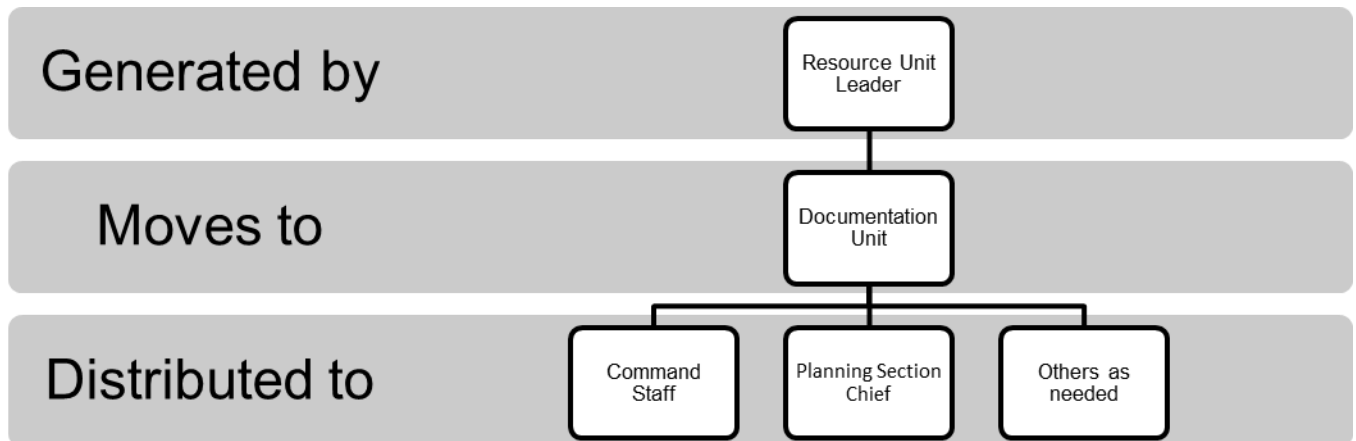 Generated by
Resource Unit
Leader
Moves to
Documentation
Unit
Distributed to
Command
Staff
Planning Section
Chief
Others as
needed